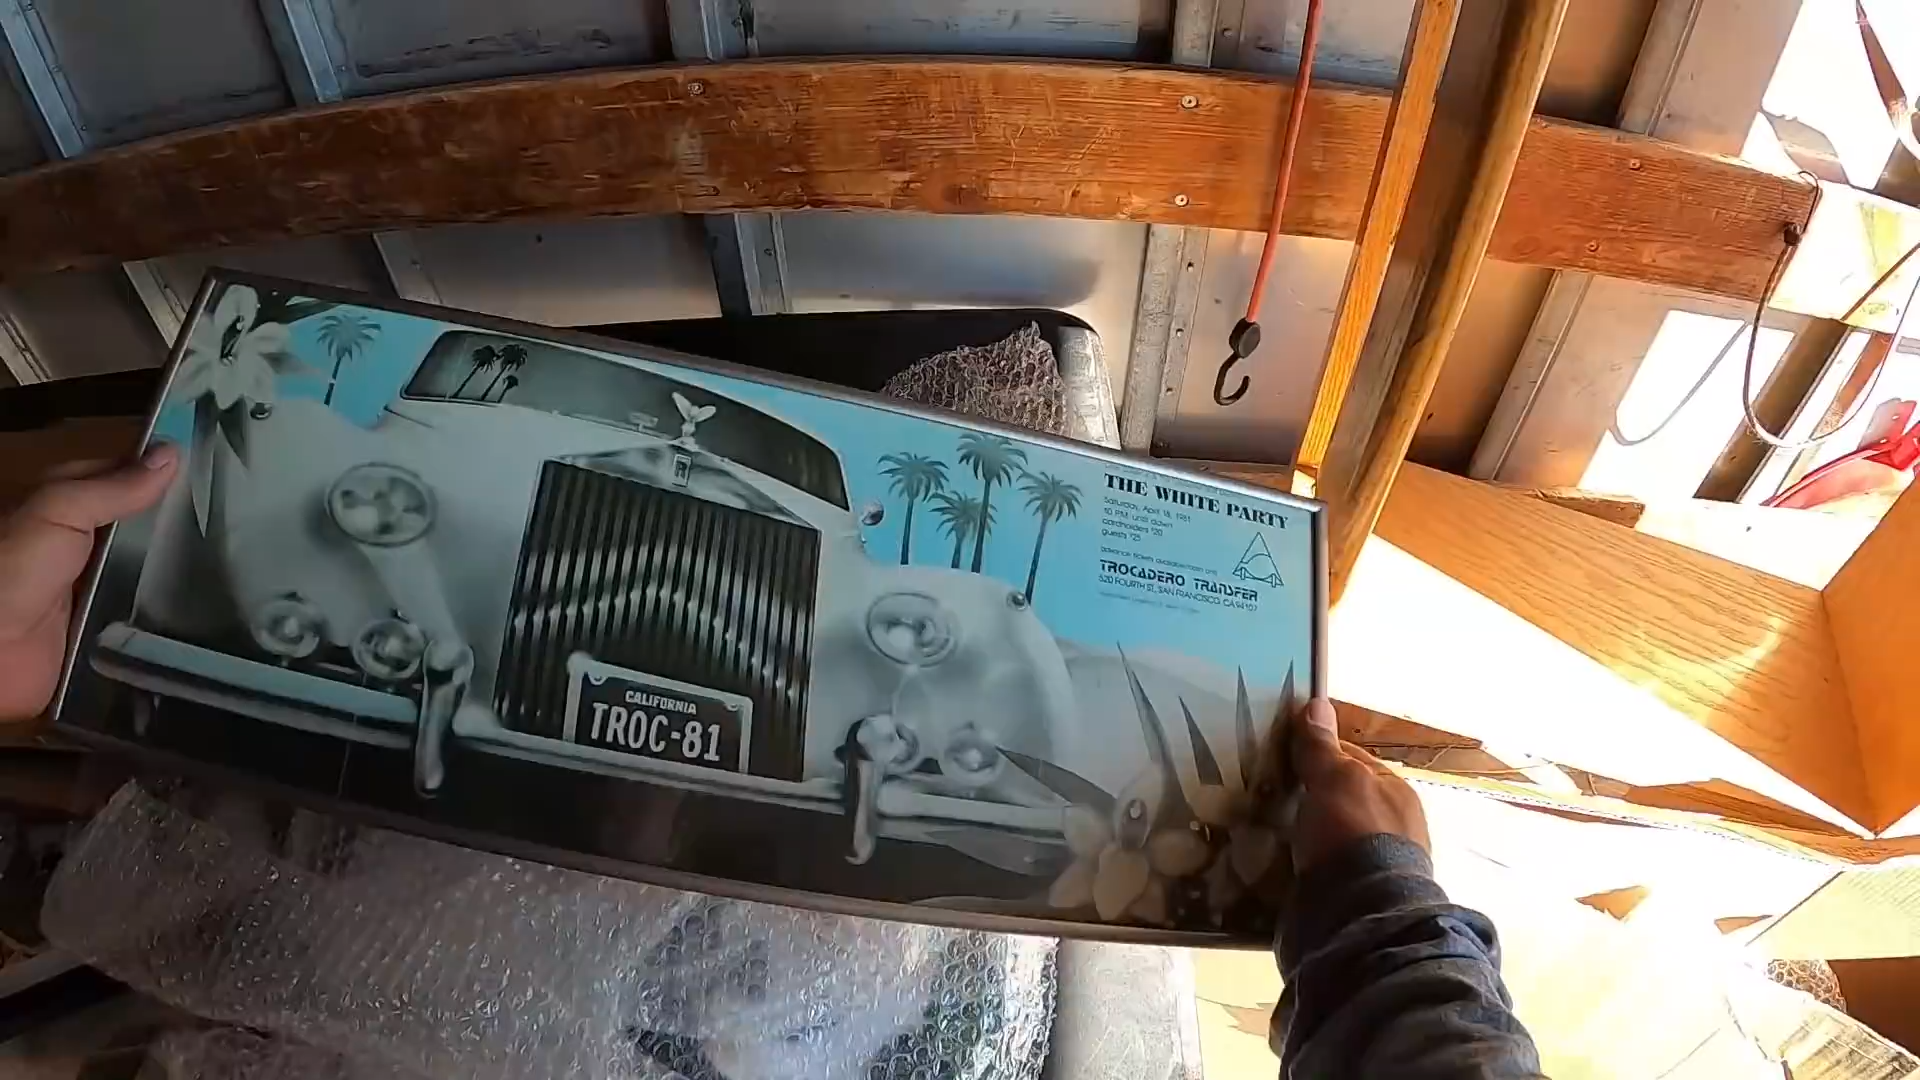 THE WHITE PARTY
Saturday, April 18, 1981
10 P.M. until dawn
cardholders $20
guests $25
TROCADERO TRANSFER
520 FOURTH ST., SAN FRANCISCO, CA 94107
CALIFORNIA
TROC-81